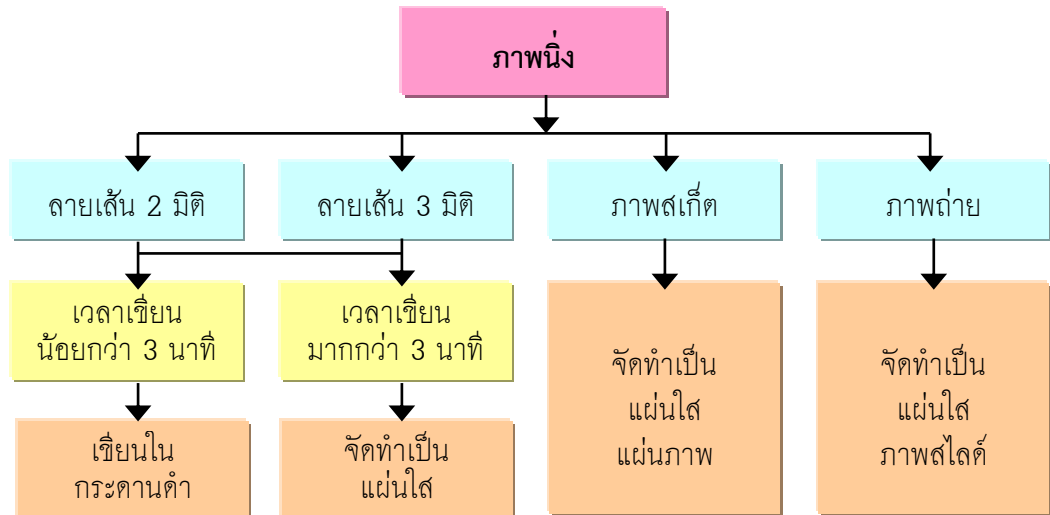 ภาพนิ่ง
ลายเส้น 2 มิติ
ลายเส้น 3 มิติ
ภาพสเก็ต
ภาพถ่าย
เวลาเขียน
น้อยกว่า 3 นาที
เวลาเขียน
มากกว่า 3 นาที
จัดทำเป็น
แผ่นใส
แผ่นภาพ
จัดทำเป็น
แผ่นใส
ภาพสไลด์
เขียนใน
กระดานดำ
จัดทำเป็น
แผ่นใส